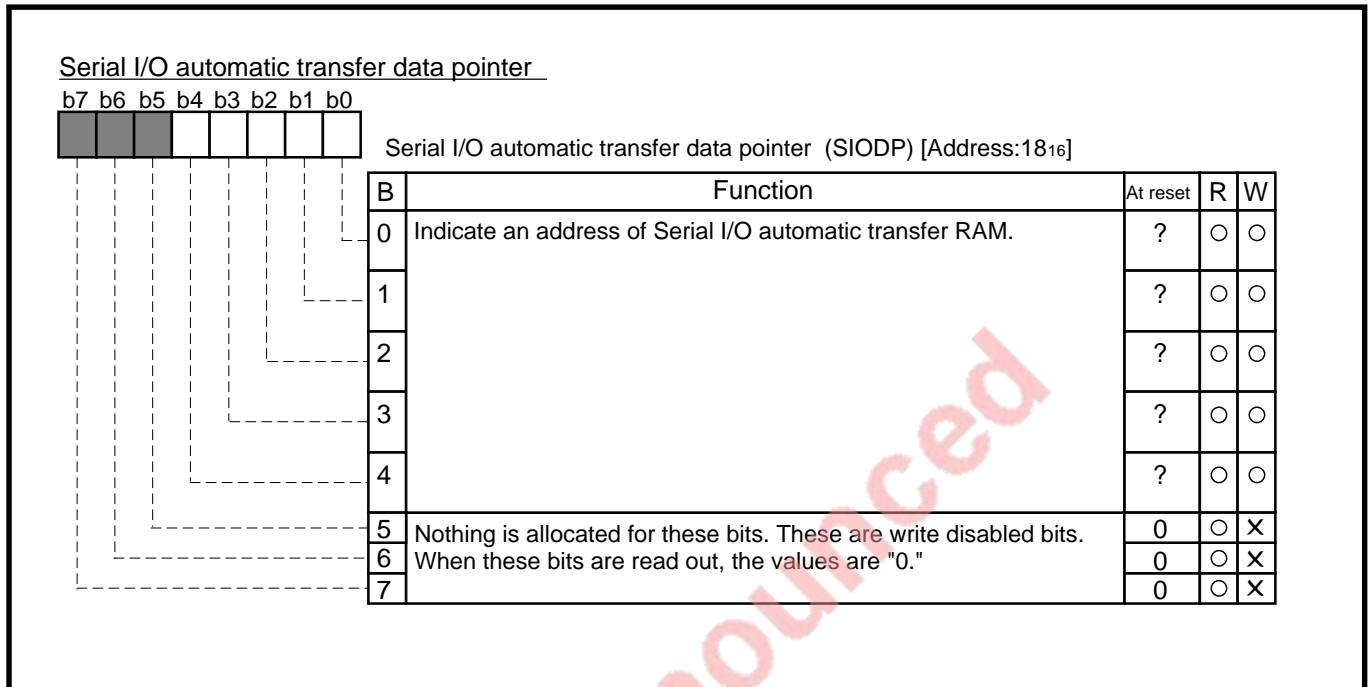 Serial I/O automatic transfer data pointer
b7 b6 b5 b4 b3 b2 b1 b0
Serial I/O automatic transfer data pointer (SIODP) [Address:18₁₆]
B Function At reset R W
0 Indicate an address of Serial I/O automatic transfer RAM. ? ○ ○
1 ? ○ ○
2 ? ○ ○
3 ? ○ ○
4 ? ○ ○
5 Nothing is allocated for these bits. These are write disabled bits. 0 ○ ×
6 When these bits are read out, the values are "0." 0 ○ ×
7 0 ○ ×
ounced